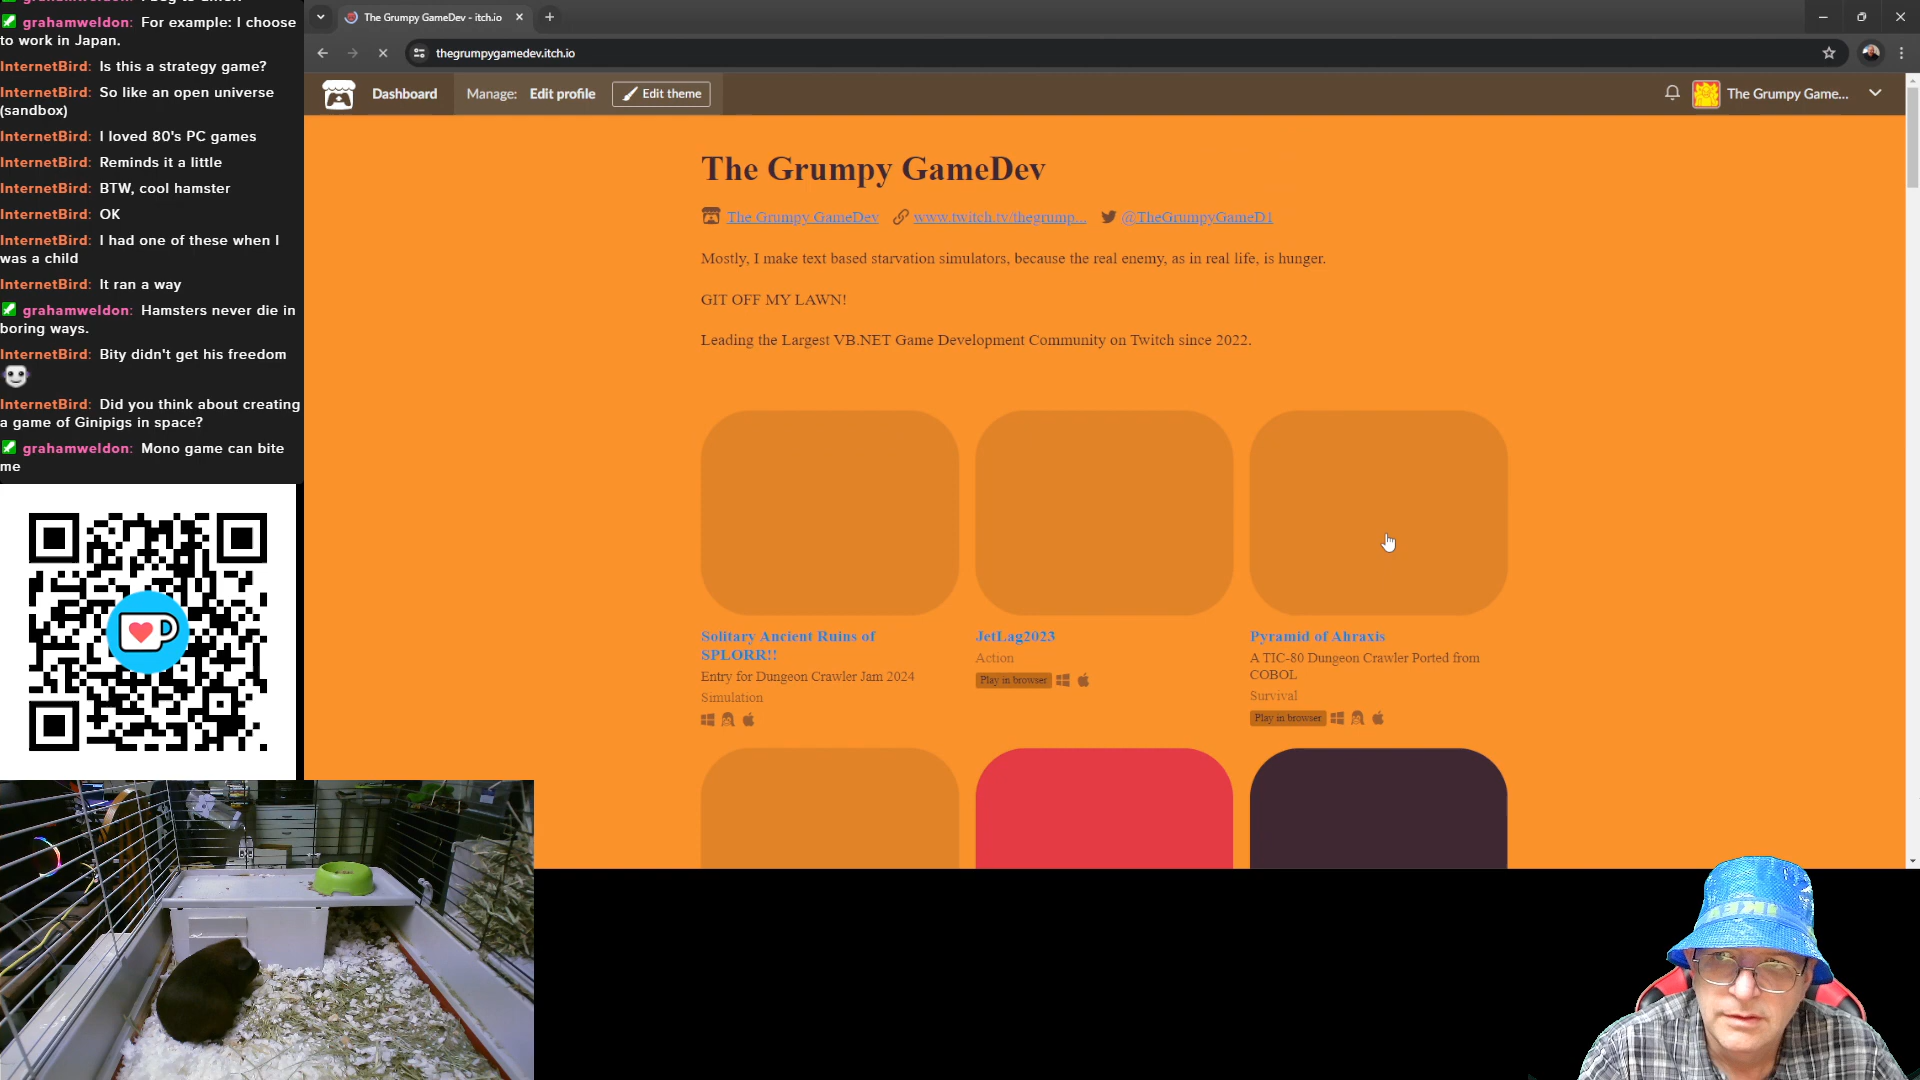 grahamweldon: For example: I choose
to work in Japan.
InternetBird: Is this a strategy game?
InternetBird: So like an open universe
(sandbox)
InternetBird: I loved 80's PC games
InternetBird: Reminds it a little
InternetBird: BTW, cool hamster
InternetBird: OK
InternetBird: I had one of these when I
was a child
InternetBird: It ran a way
grahamweldon: Hamsters never die in
boring ways.
InternetBird: Bity didn't get his freedom
InternetBird: Did you think about creating
a game of Ginipigs in space?
grahamweldon: Mono game can bite
me
The Grumpy GameDev - itch.io
thegrumpygamedev.itch.io
Dashboard
Manage: Edit profile
Edit theme
The Grumpy Game...
The Grumpy GameDev
The Grumpy GameDev
www.twitch.tv/thegrump...
@TheGrumpyGameD1
Mostly, I make text based starvation simulators, because the real enemy, as in real life, is hunger.
GIT OFF MY LAWN!
Leading the Largest VB.NET Game Development Community on Twitch since 2022.
Solitary Ancient Ruins of
SPLORR!!
Entry for Dungeon Crawler Jam 2024
Simulation
JetLag2023
Action
Play in browser
Pyramid of Ahraxis
A TIC-80 Dungeon Crawler Ported from
COBOL
Survival
Play in browser
IKEA